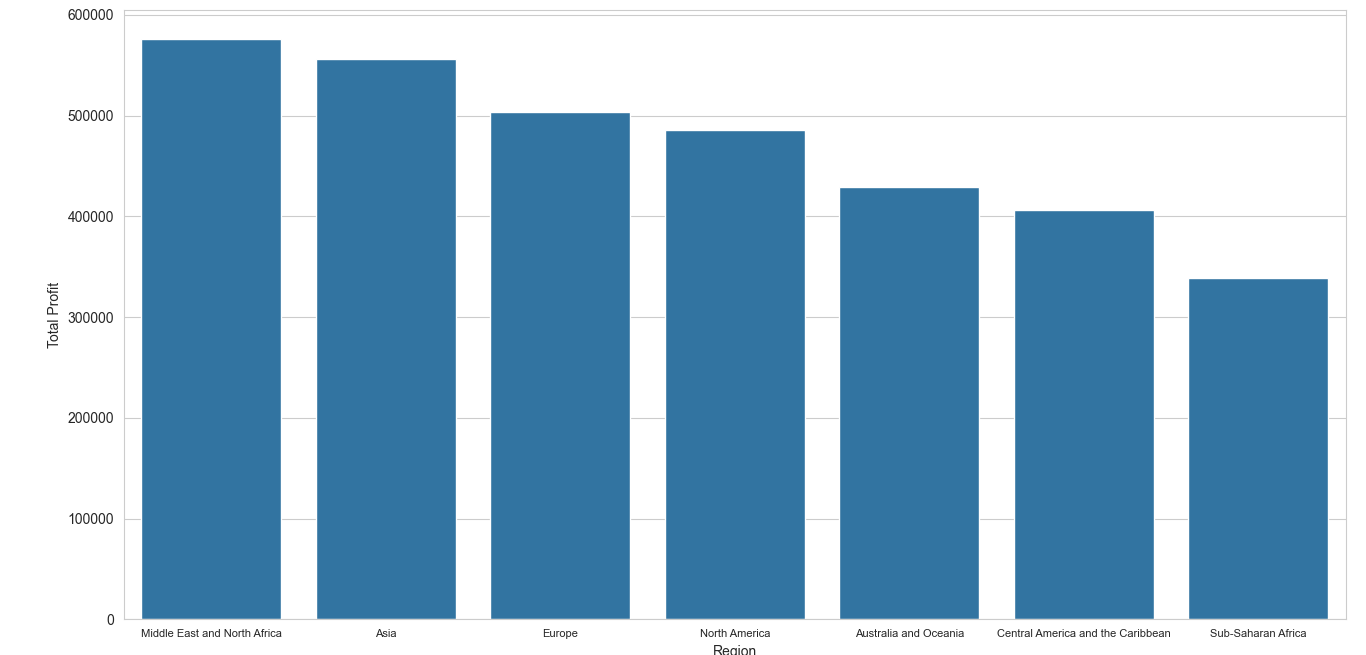 600000
500000
400000
300000
200000
100000
0
Total Profit
Middle East and North Africa
Asia
Europe
North America
Australia and Oceania
Central America and the Caribbean
Sub-Saharan Africa
Region